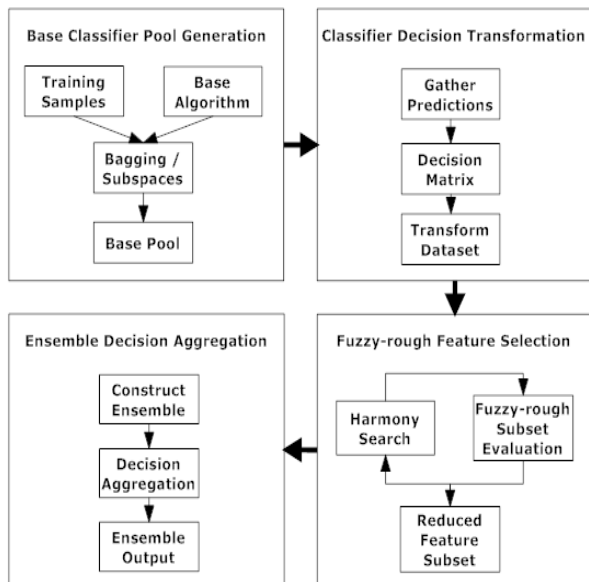 Base Classifier Pool Generation
Training
Samples
Base
Algorithm
Bagging /
Subspaces
Base Pool
Classifier Decision Transformation
Gather
Predictions
Decision
Matrix
Transform
Dataset
Ensemble Decision Aggregation
Construct
Ensemble
Decision
Aggregation
Ensemble
Output
Fuzzy-rough Feature Selection
Harmony
Search
Fuzzy-rough
Subset
Evaluation
Reduced
Feature
Subset